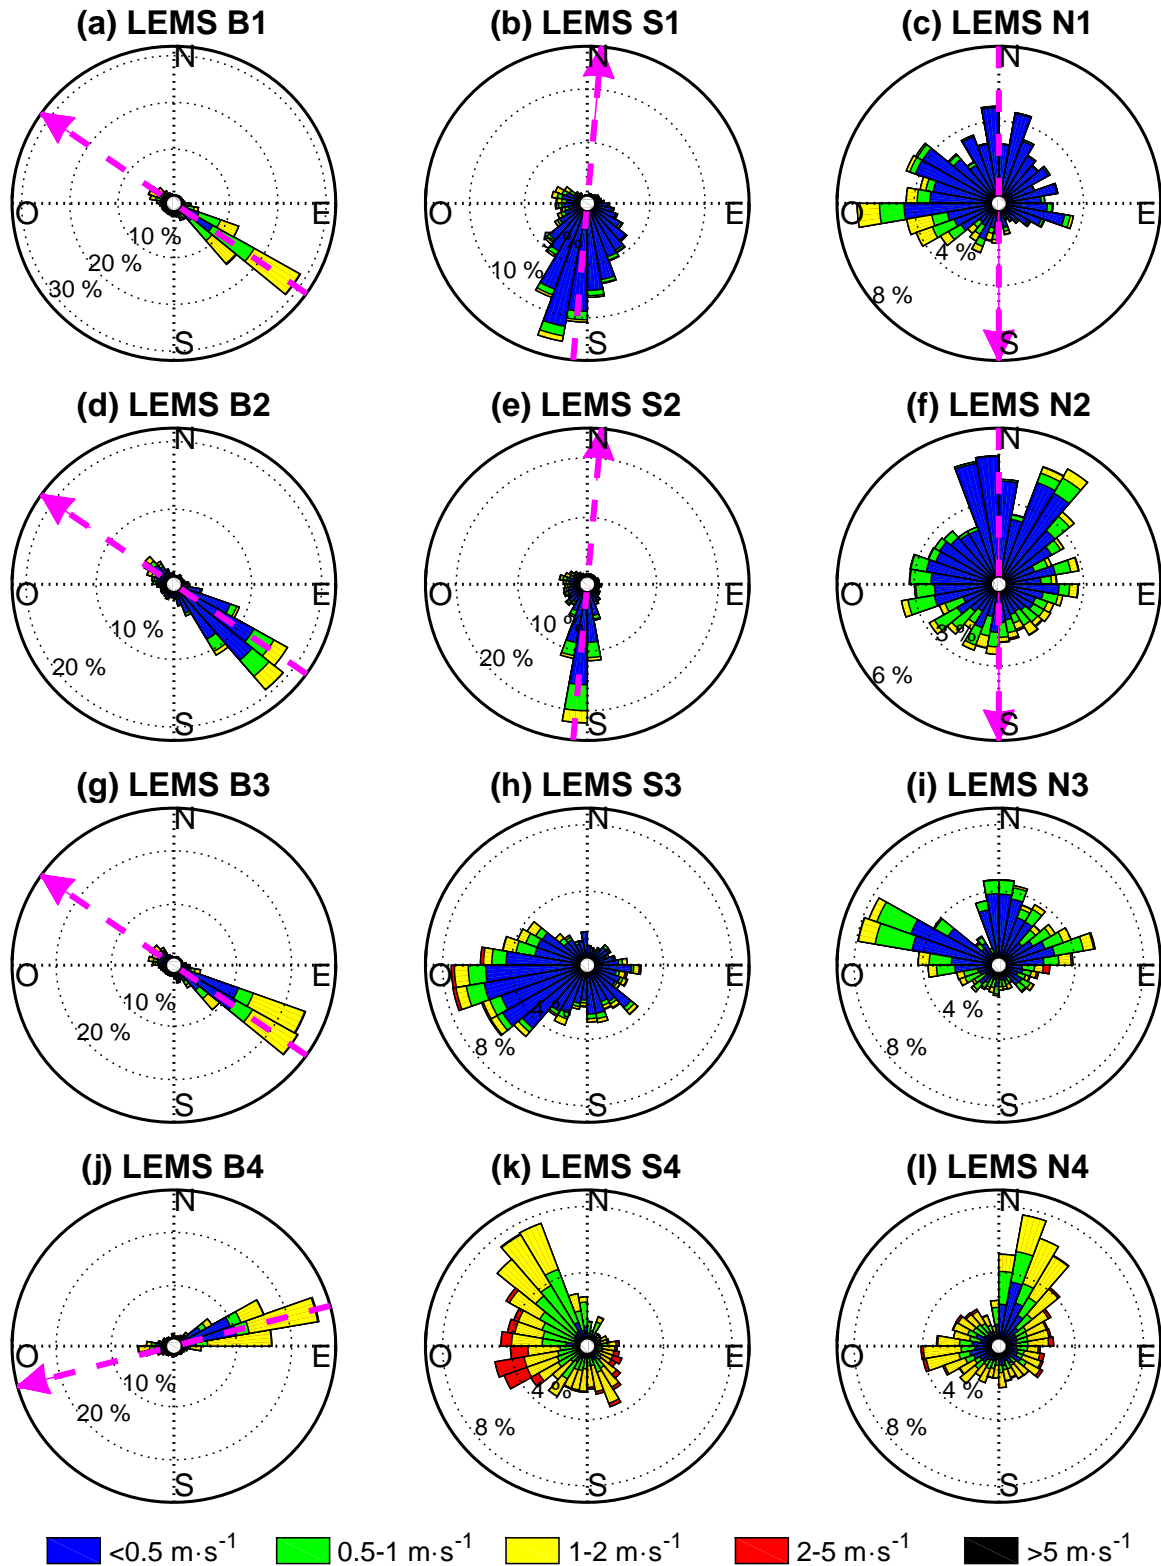 (a) LEMS B1
(b) LEMS S1
(c) LEMS N1
N
N
N
O
E
O
E
10 %
20 %
30 %
10 %
4 %
8 %
S
S
S
(d) LEMS B2
(e) LEMS S2
(f) LEMS N2
N
N
N
O
E
O
E
O
E
10 %
20 %
10 %
20 %
3 %
6 %
S
S
S
(g) LEMS B3
(h) LEMS S3
(i) LEMS N3
N
N
N
O
E
O
E
O
E
10 %
20 %
4 %
8 %
4 %
8 %
S
S
S
(j) LEMS B4
(k) LEMS S4
(l) LEMS N4
N
N
N
O
E
O
E
O
E
10 %
20 %
4 %
8 %
4 %
8 %
S
S
S
<0.5 m·s⁻¹
0.5-1 m·s⁻¹
1-2 m·s⁻¹
2-5 m·s⁻¹
>5 m·s⁻¹